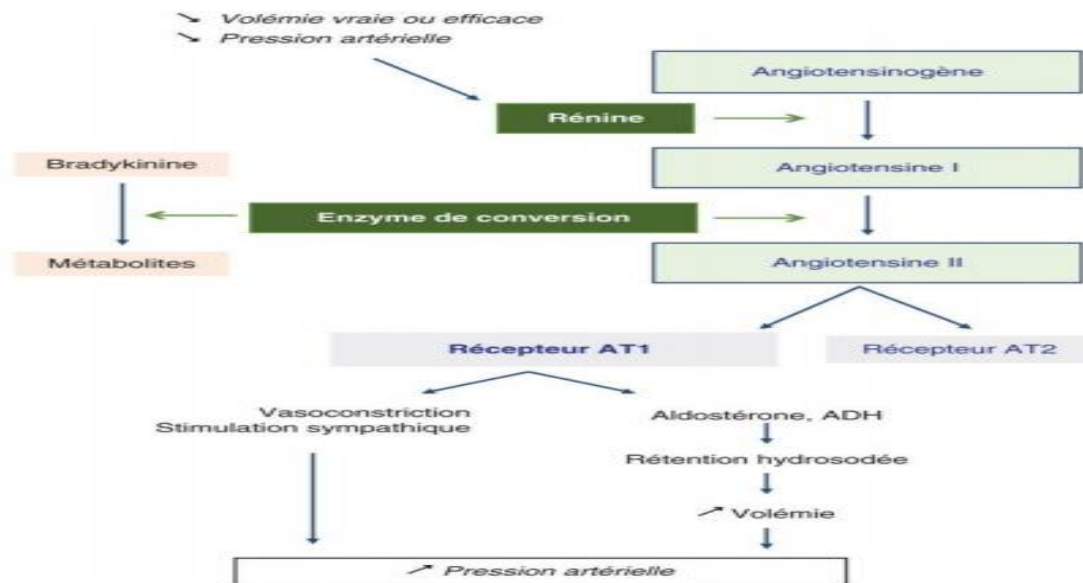 ↘ Volémie vraie ou efficace
↘ Pression artérielle
Angiotensinogène
Rénine
Bradykinine
Angiotensine I
Enzyme de conversion
Métabolites
Angiotensine II
Récepteur AT1
Récepteur AT2
Vasoconstriction
Stimulation sympathique
Aldostérone, ADH
Rétention hydrosodée
↗ Volémie
↗ Pression artérielle